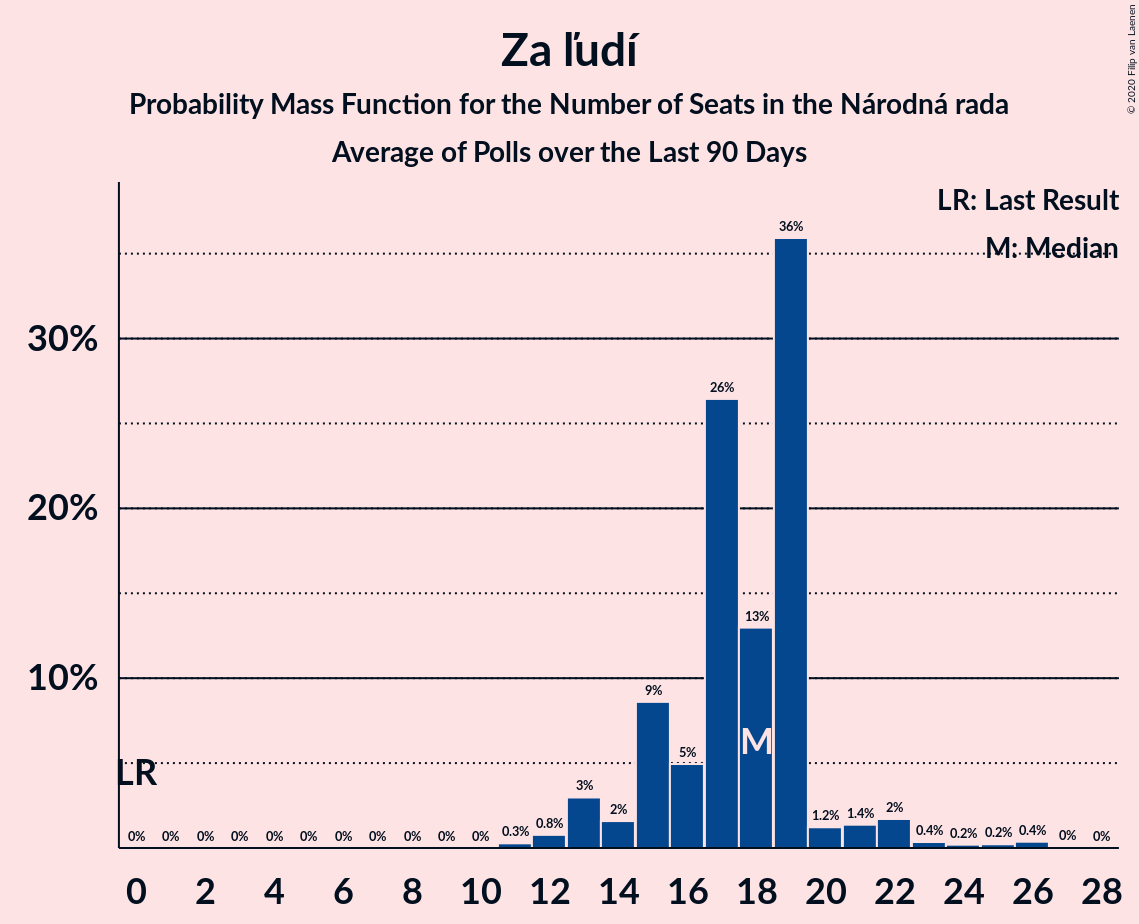 Za ľudí
Probability Mass Function for the Number of Seats in the Národná rada
Average of Polls over the Last 90 Days
© 2020 Filip van Laenen
LR: Last Result
M: Median
36%
30%
26%
20%
13%
10%
9%
M
5%
LR
3%
2%
0% 0% 0% 0% 0% 0% 0% 0% 0% 0% 0% 0.3% 0.8% 1.2% 1.4% 2% 0.4% 0.2% 0.2% 0.4% 0% 0%
0 2 4 6 8 10 12 14 16 18 20 22 24 26 28